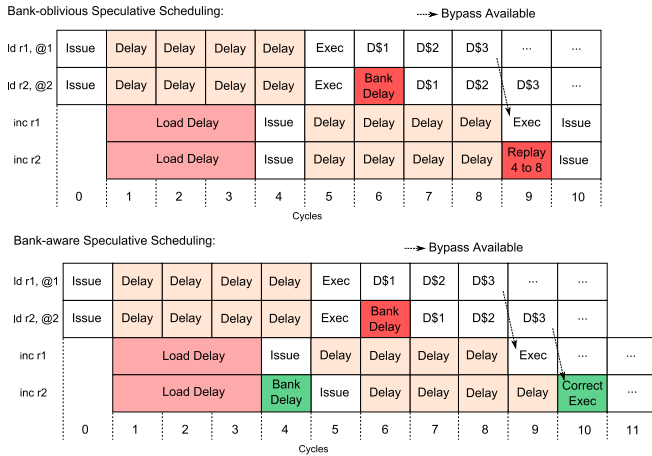 Bank-oblivious Speculative Scheduling:
Bypass Available
ld r1, @1 Issue Delay Delay Delay Delay Exec D$1 D$2 D$3 ... ...
ld r2, @2 Issue Delay Delay Delay Delay Exec Bank Delay D$1 D$2 D$3 ...
inc r1 Load Delay Issue Delay Delay Delay Delay Exec Issue
inc r2 Load Delay Issue Delay Delay Delay Delay Replay 4 to 8 Issue
0 1 2 3 4 5 6 7 8 9 10
Cycles
Bank-aware Speculative Scheduling:
Bypass Available
ld r1, @1 Issue Delay Delay Delay Delay Exec D$1 D$2 D$3 ... ...
ld r2, @2 Issue Delay Delay Delay Delay Exec Bank Delay D$1 D$2 D$3 ...
inc r1 Load Delay Issue Delay Delay Delay Delay Exec ... ...
inc r2 Load Delay Bank Delay Issue Delay Delay Delay Delay Correct Exec ...
0 1 2 3 4 5 6 7 8 9 10 11
Cycles